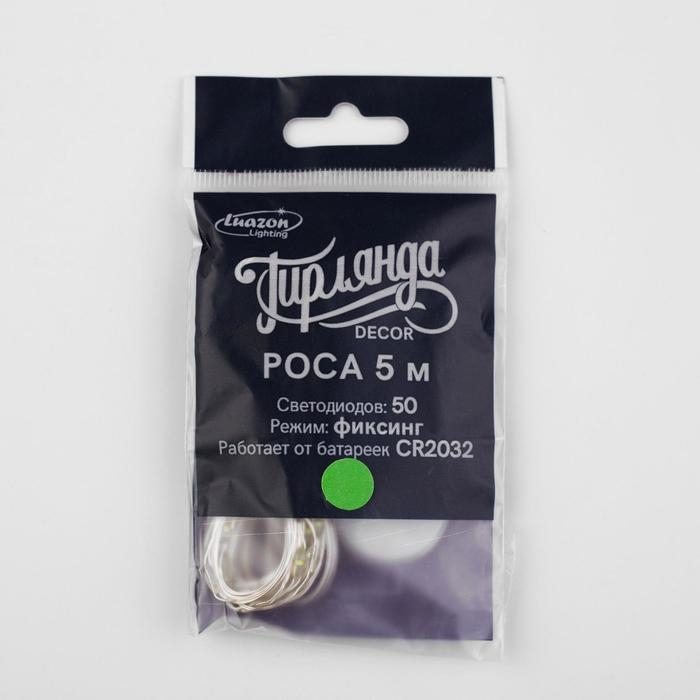 Luazon
Lighting
Гирлянда
DECOR
РОСА 5 м
Светодиодов: 50
Режим: фиксинг
Работает от батареек CR2032